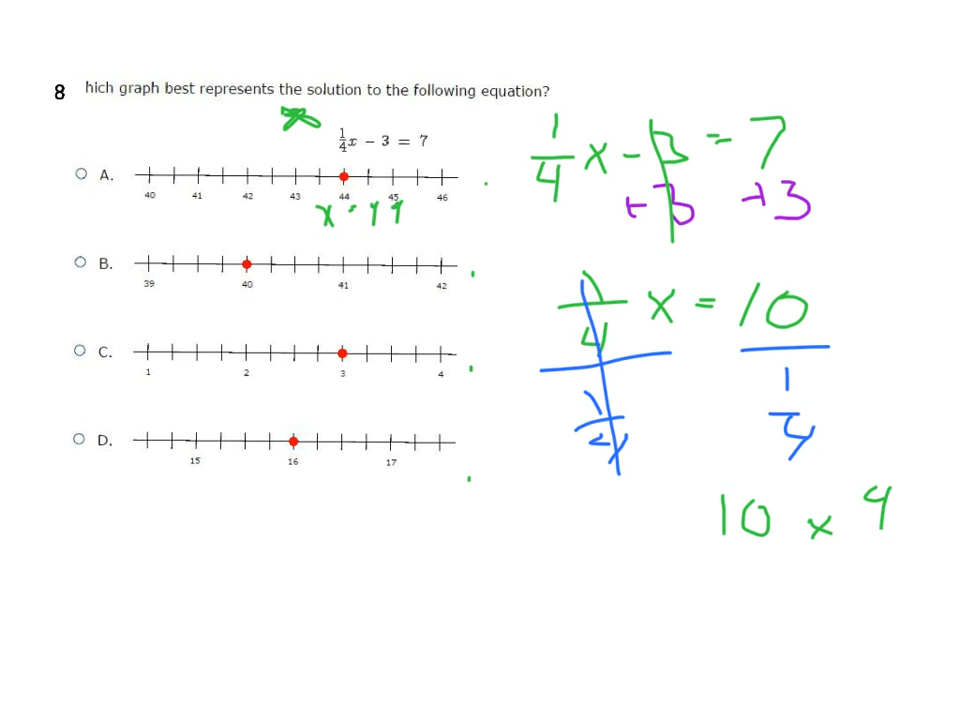 8 hich graph best represents the solution to the following equation?
1/4 x − 3 = 7
A.
40 41 42 43 44 45 46
x = 44
B.
39 40 41 42
C.
1 2 3 4
D.
15 16 17
1/4 x - 3 = 7
+3 +3
1/4 x = 10
1/4 1/4
10 x 4